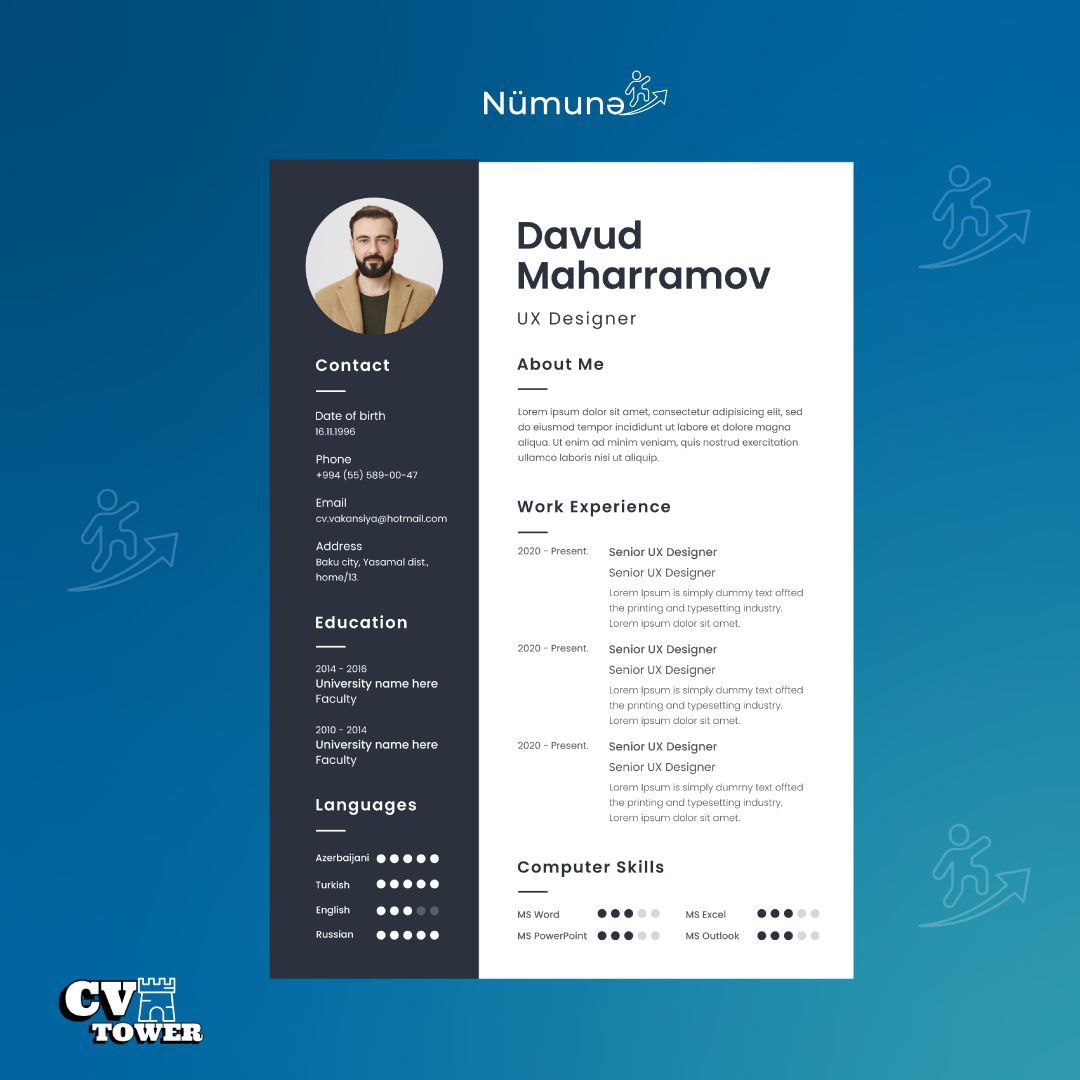 Nümunə
Contact
Date of birth
16.11.1996
Phone
+994 (55) 589-00-47
Email
cv.vakansiya@hotmail.com
Address
Baku city, Yasamal dist.,
home/13.
Education
2014 - 2016
University name here
Faculty
2010 - 2014
University name here
Faculty
Languages
Azerbaijani
Turkish
English
Russian
Davud
Maharramov
UX Designer
About Me
Lorem ipsum dolor sit amet, consectetur adipisicing elit, sed
do eiusmod tempor incididunt ut labore et dolore magna
aliqua. Ut enim ad minim veniam, quis nostrud exercitation
ullamco laboris nisi ut aliquip.
Work Experience
2020 - Present. Senior UX Designer
Senior UX Designer
Lorem Ipsum is simply dummy text offted
the printing and typesetting industry.
Lorem ipsum dolor sit amet.
2020 - Present. Senior UX Designer
Senior UX Designer
Lorem Ipsum is simply dummy text offted
the printing and typesetting industry.
Lorem ipsum dolor sit amet.
2020 - Present. Senior UX Designer
Senior UX Designer
Lorem Ipsum is simply dummy text offted
the printing and typesetting industry.
Lorem ipsum dolor sit amet.
Computer Skills
MS Word MS Excel
MS PowerPoint MS Outlook
CV
TOWER